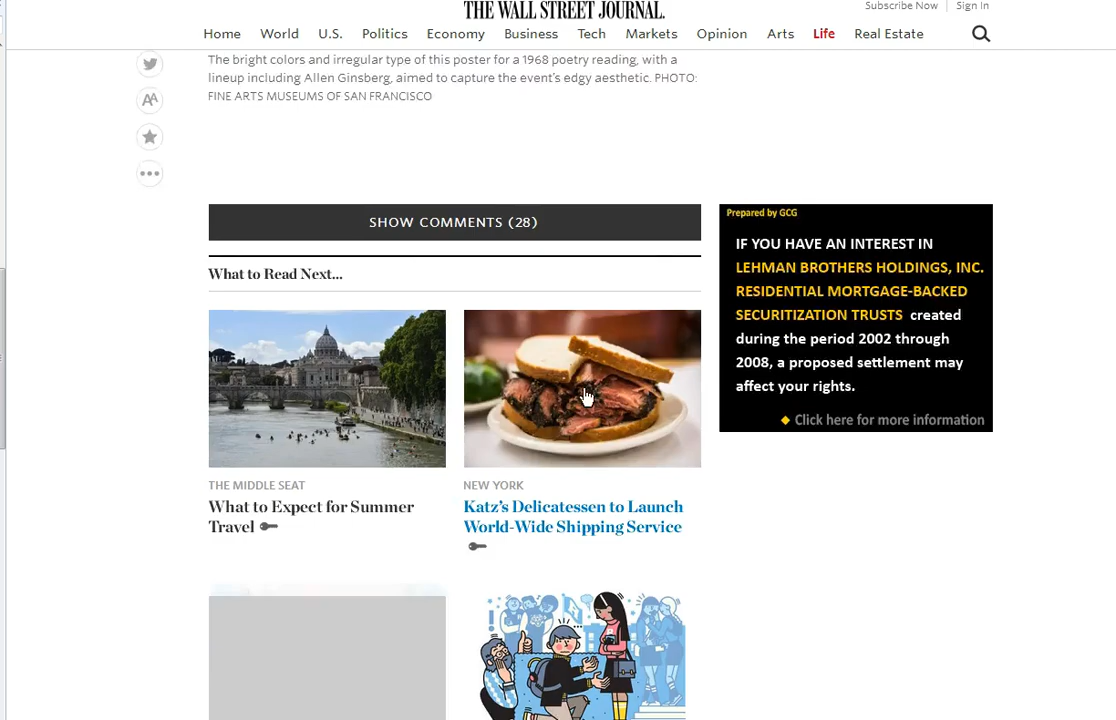 THE WALL STREET JOURNAL.
Subscribe Now | Sign In
Home World U.S. Politics Economy Business Tech Markets Opinion Arts Life Real Estate
The bright colors and irregular type of this poster for a 1968 poetry reading, with a
lineup including Allen Ginsberg, aimed to capture the event's edgy aesthetic. PHOTO:
FINE ARTS MUSEUMS OF SAN FRANCISCO
AA
SHOW COMMENTS (28)
What to Read Next...
THE MIDDLE SEAT
What to Expect for Summer
Travel
NEW YORK
Katz's Delicatessen to Launch
World-Wide Shipping Service
Prepared by GCG
IF YOU HAVE AN INTEREST IN
LEHMAN BROTHERS HOLDINGS, INC.
RESIDENTIAL MORTGAGE-BACKED
SECURITIZATION TRUSTS created
during the period 2002 through
2008, a proposed settlement may
affect your rights.
Click here for more information